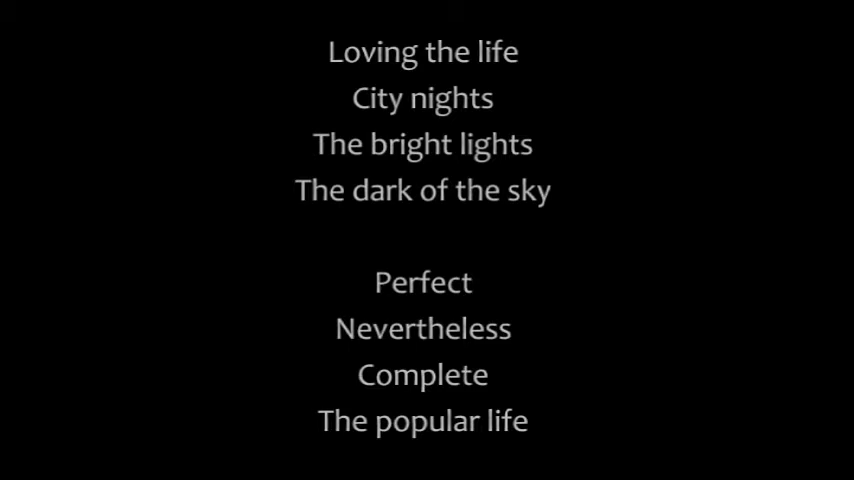 Loving the life
City nights
The bright lights
The dark of the sky
Perfect
Nevertheless
Complete
The popular life